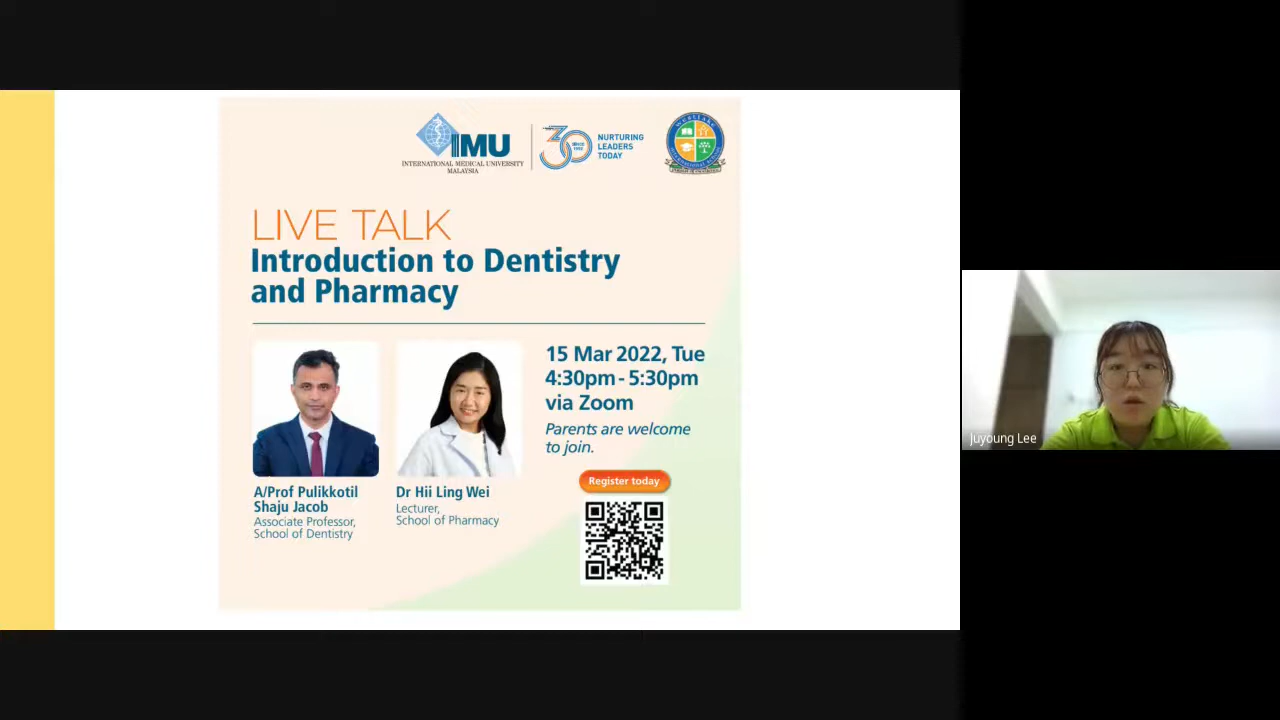 IMU
INTERNATIONAL MEDICAL UNIVERSITY
MALAYSIA
30
SINCE
1992
NURTURING
LEADERS
TODAY
LIVE TALK
Introduction to Dentistry
and Pharmacy
15 Mar 2022, Tue
4:30pm - 5:30pm
via Zoom
Parents are welcome
to join.
Register today
A/Prof Pulikkotil
Shaju Jacob
Associate Professor,
School of Dentistry
Dr Hii Ling Wei
Lecturer,
School of Pharmacy
Juyoung Lee